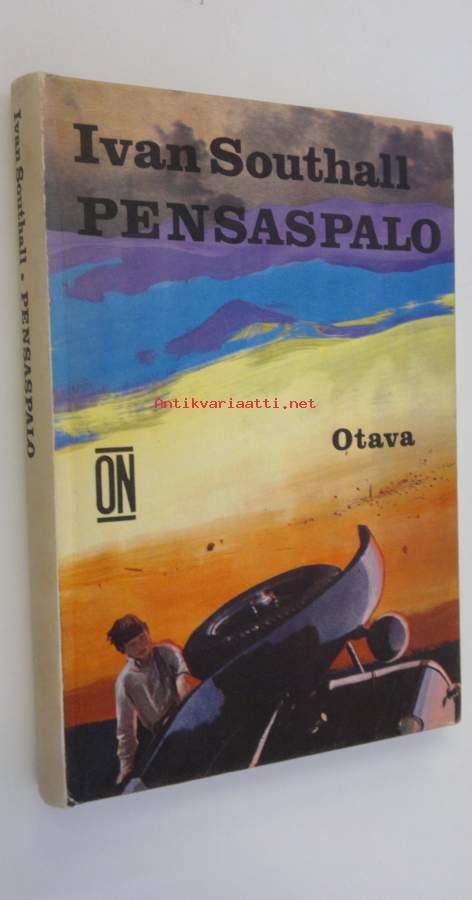 Ivan Southall
PENSASPALO
Antikvariaatti.net
Otava
ON
Ivan Southall • PENSASPALO